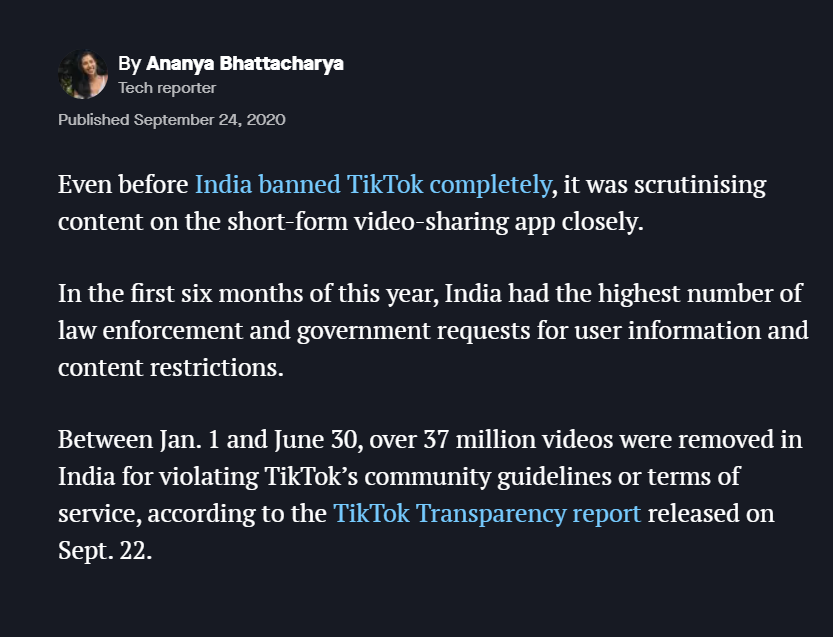 By Ananya Bhattacharya
Tech reporter
Published September 24, 2020
Even before India banned TikTok completely, it was scrutinising
content on the short-form video-sharing app closely.
In the first six months of this year, India had the highest number of
law enforcement and government requests for user information and
content restrictions.
Between Jan. 1 and June 30, over 37 million videos were removed in
India for violating TikTok’s community guidelines or terms of
service, according to the TikTok Transparency report released on
Sept. 22.